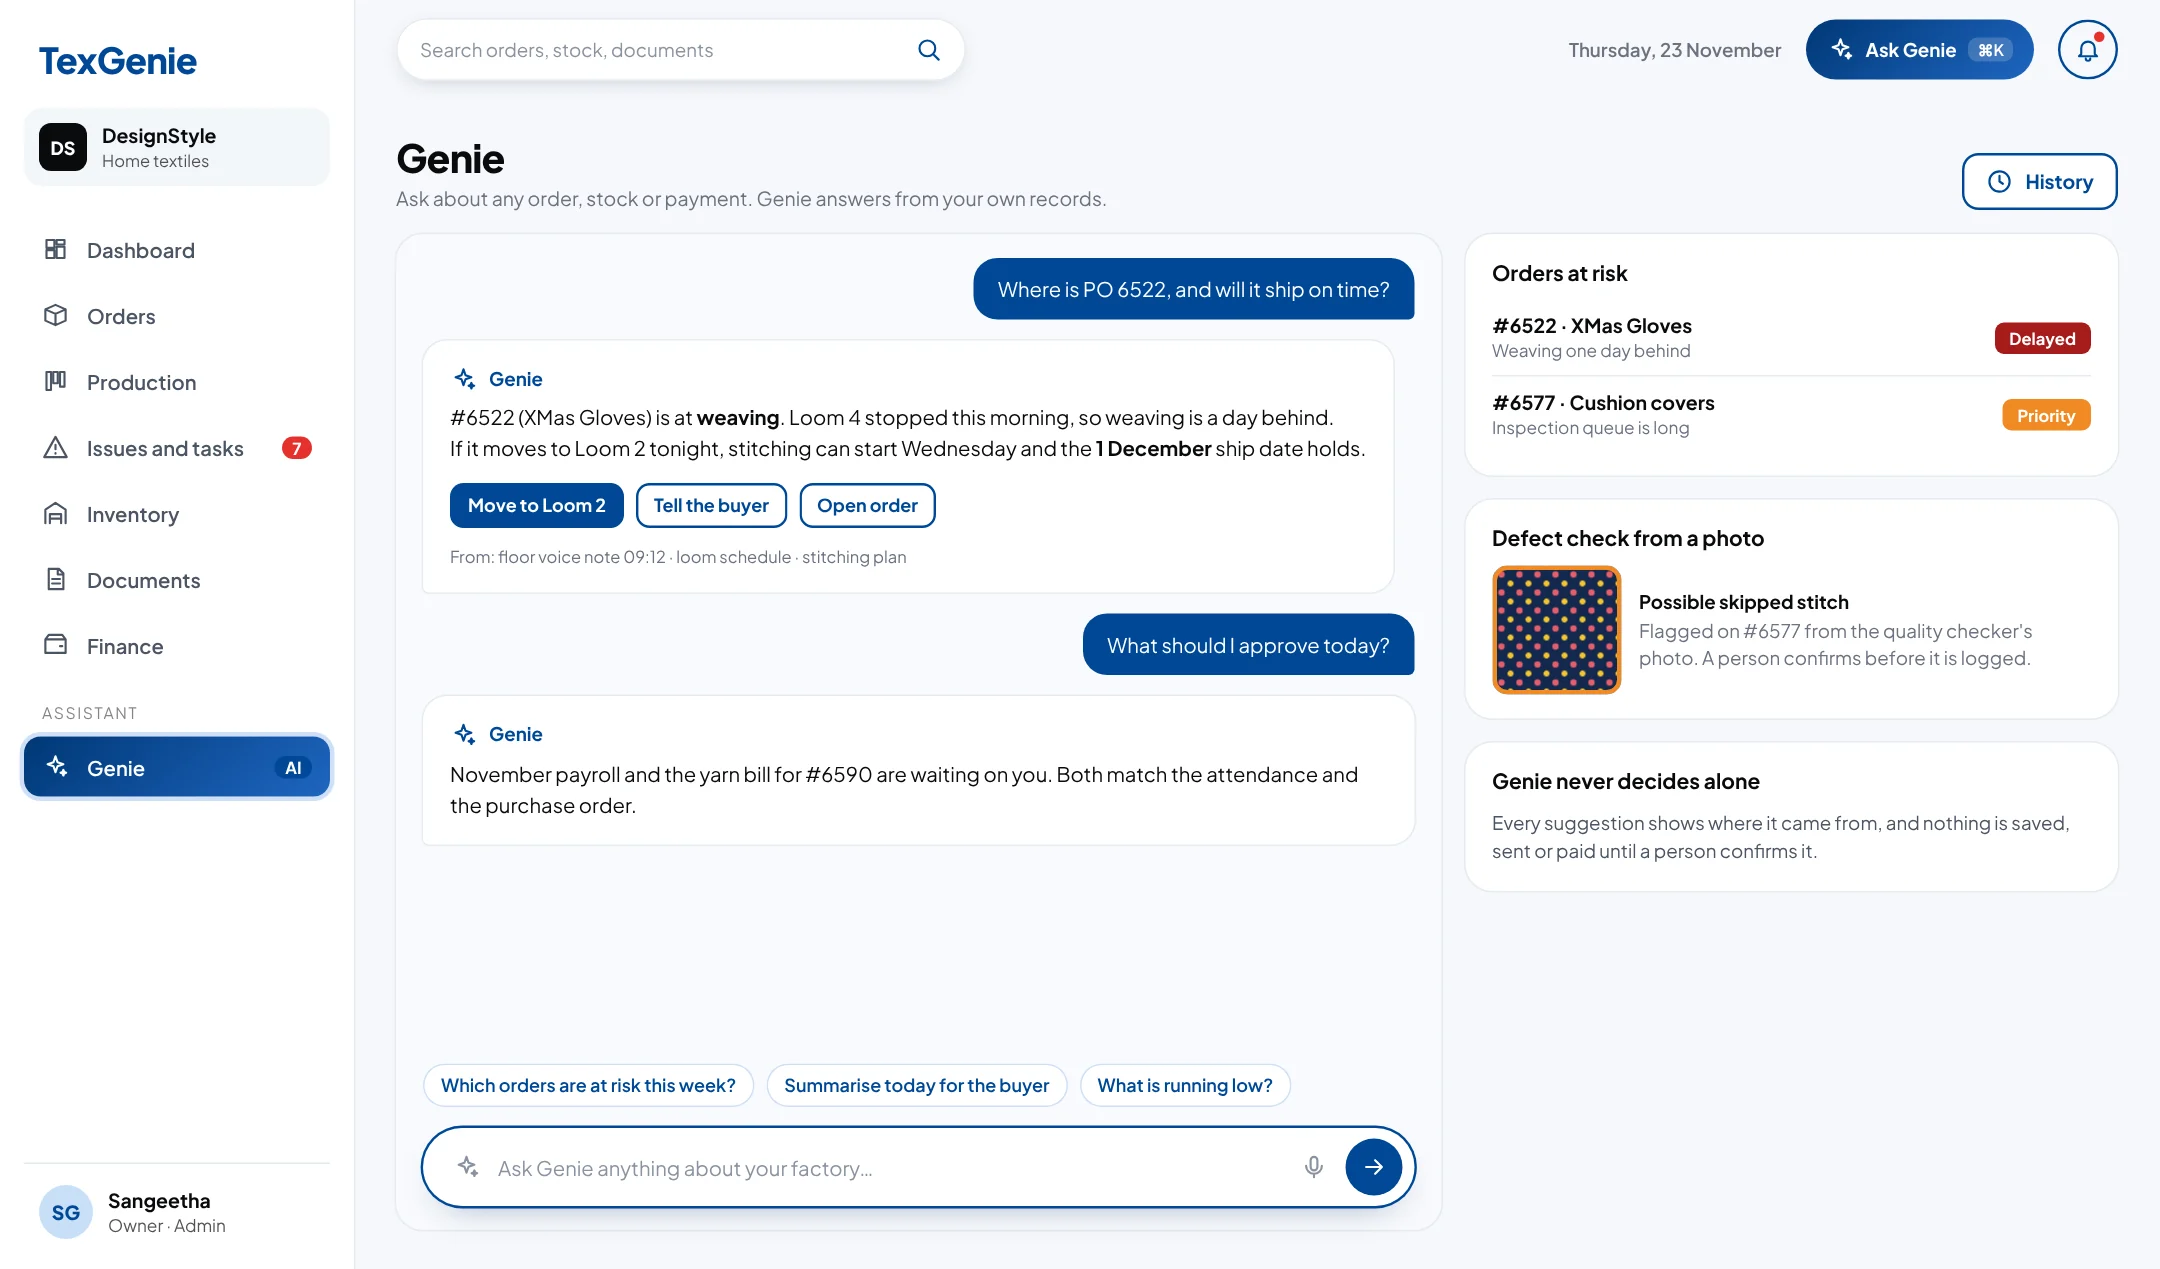 TexGenie
DS
DesignStyle
Home textiles
Dashboard
Orders
Production
Issues and tasks
7
Inventory
Documents
Finance
ASSISTANT
Genie
AI
SG
Sangeetha
Owner · Admin
Search orders, stock, documents
Thursday, 23 November
Ask Genie
⌘K
Genie
Ask about any order, stock or payment. Genie answers from your own records.
History
Where is PO 6522, and will it ship on time?
Genie
#6522 (XMas Gloves) is at weaving. Loom 4 stopped this morning, so weaving is a day behind.
If it moves to Loom 2 tonight, stitching can start Wednesday and the 1 December ship date holds.
Move to Loom 2
Tell the buyer
Open order
From: floor voice note 09:12 · loom schedule · stitching plan
What should I approve today?
Genie
November payroll and the yarn bill for #6590 are waiting on you. Both match the attendance and
the purchase order.
Which orders are at risk this week?
Summarise today for the buyer
What is running low?
Ask Genie anything about your factory...
Orders at risk
#6522 · XMas Gloves
Weaving one day behind
Delayed
#6577 · Cushion covers
Inspection queue is long
Priority
Defect check from a photo
Possible skipped stitch
Flagged on #6577 from the quality checker's
photo. A person confirms before it is logged.
Genie never decides alone
Every suggestion shows where it came from, and nothing is saved,
sent or paid until a person confirms it.